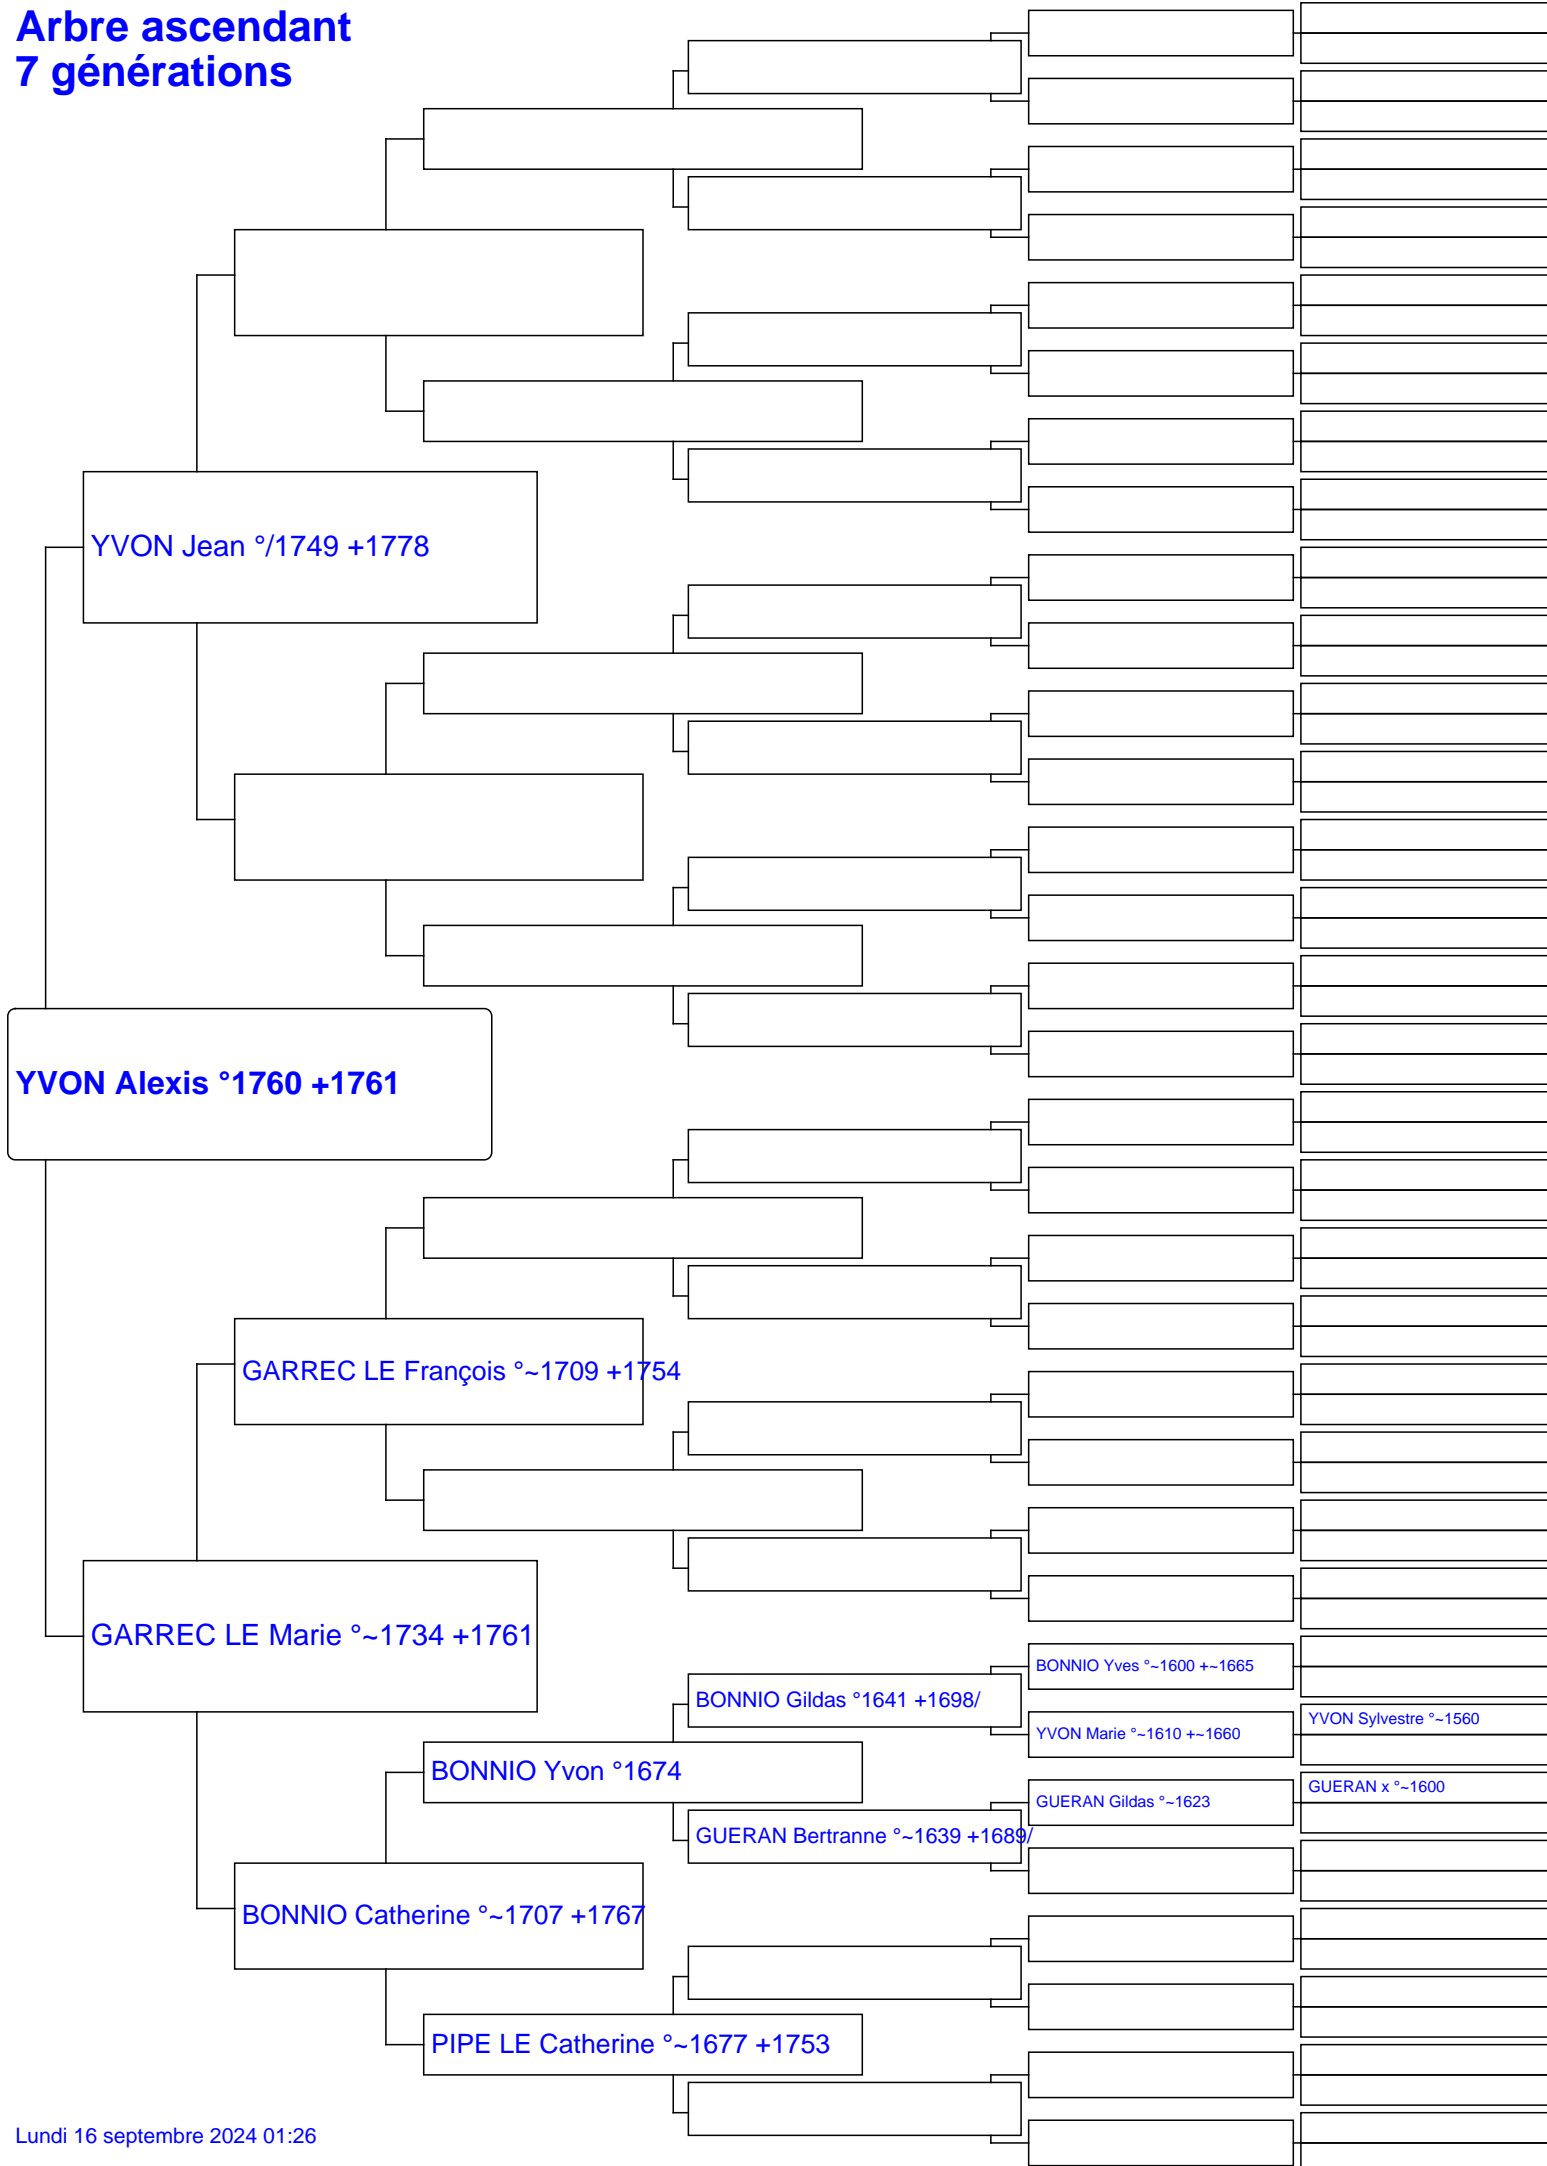 Arbre ascendant
7 générations
YVON Jean °/1749 +1778
YVON Alexis °1760 +1761
GARREC LE François °~1709 +1754
GARREC LE Marie °~1734 +1761
BONNIO Yves °~1600 +~1665
BONNIO Gildas °1641 +1698/
YVON Sylvestre °~1560
YVON Marie °~1610 +~1660
BONNIO Yvon °1674
GUERAN x °~1600
GUERAN Gildas °~1623
GUERAN Bertranne °~1639 +1689/
BONNIO Catherine °~1707 +1767
PIPE LE Catherine °~1677 +1753
Lundi 16 septembre 2024 01:26